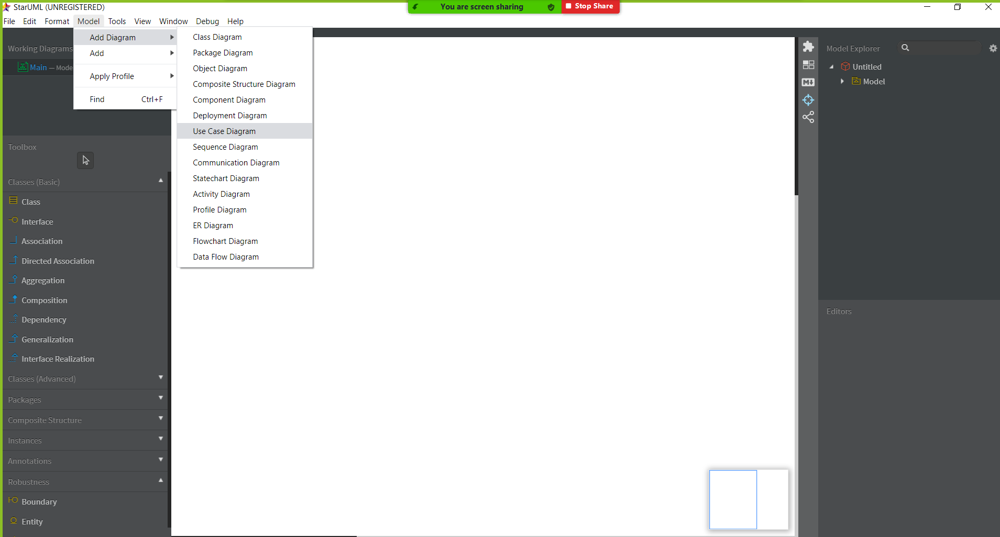 StarUML (UNREGISTERED)
You are screen sharing
Stop Share
File Edit Format Model Tools View Window Debug Help
Add Diagram
Add
Apply Profile
Find Ctrl+F
Class Diagram
Package Diagram
Object Diagram
Composite Structure Diagram
Component Diagram
Deployment Diagram
Use Case Diagram
Sequence Diagram
Communication Diagram
Statechart Diagram
Activity Diagram
Profile Diagram
ER Diagram
Flowchart Diagram
Data Flow Diagram
Working Diagrams
Main — Mode
Toolbox
Classes (Basic)
Class
Interface
Association
Directed Association
Aggregation
Composition
Dependency
Generalization
Interface Realization
Classes (Advanced)
Packages
Composite Structure
Instances
Annotations
Robustness
Boundary
Entity
M
Model Explorer
Untitled
Model
Editors